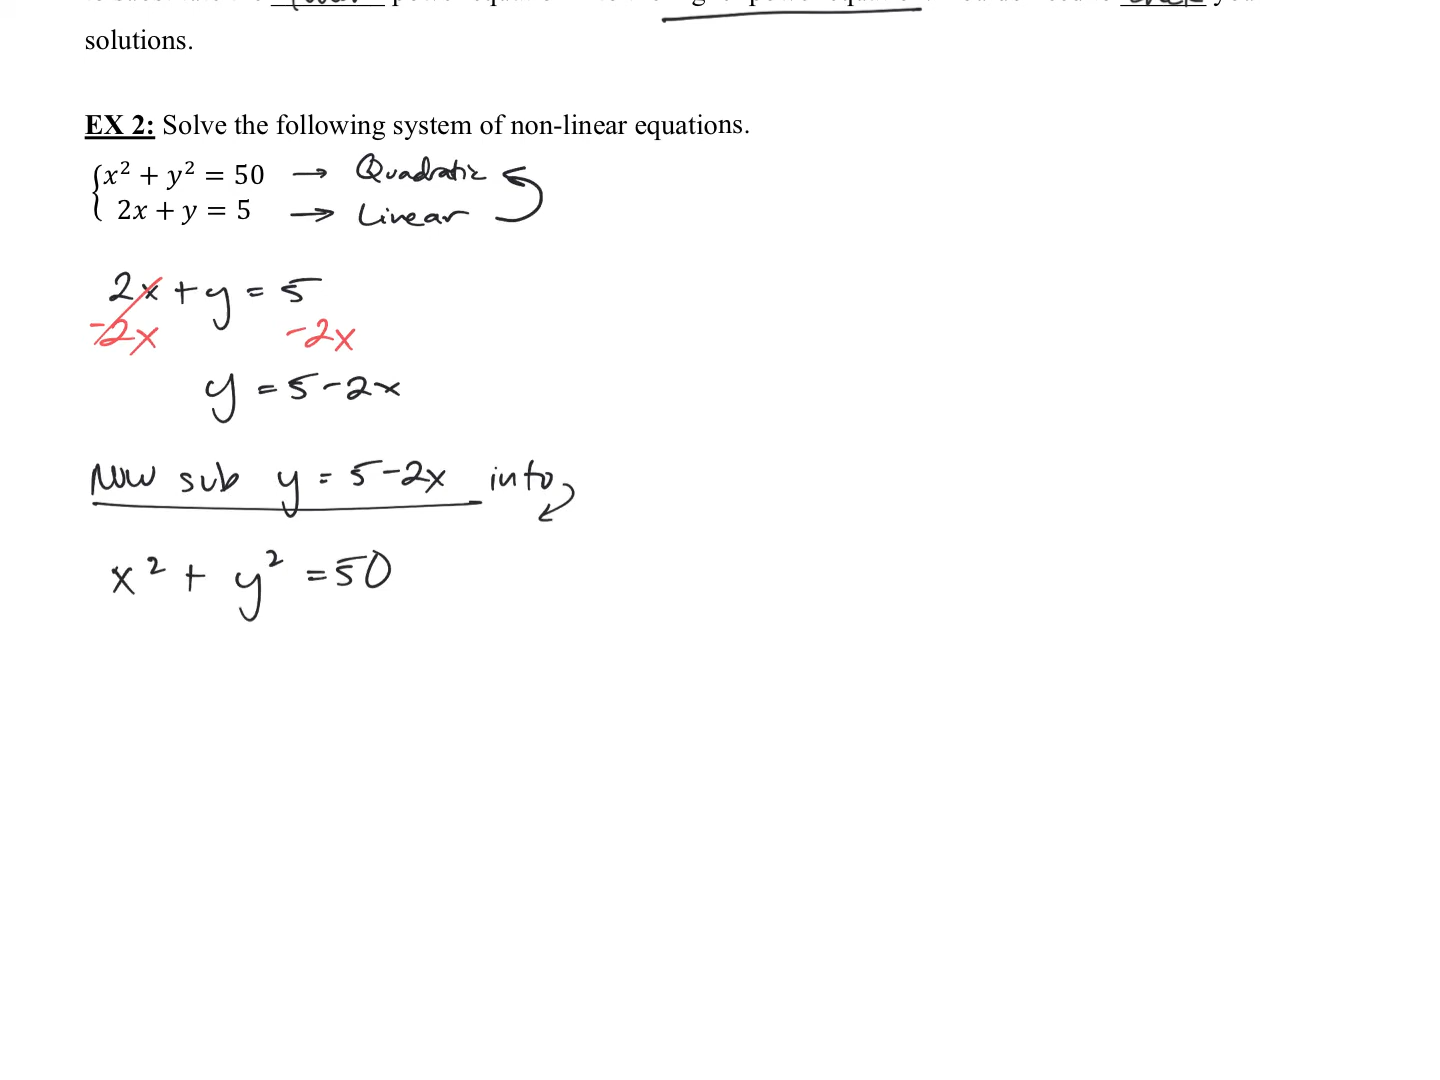 solutions.
EX 2: Solve the following system of non-linear equations.
x² + y² = 50 → Quadratic
2x + y = 5 → Linear
2x + y = 5
-2x -2x
y = 5 - 2x
Now sub y = 5 - 2x into
x² + y² = 50